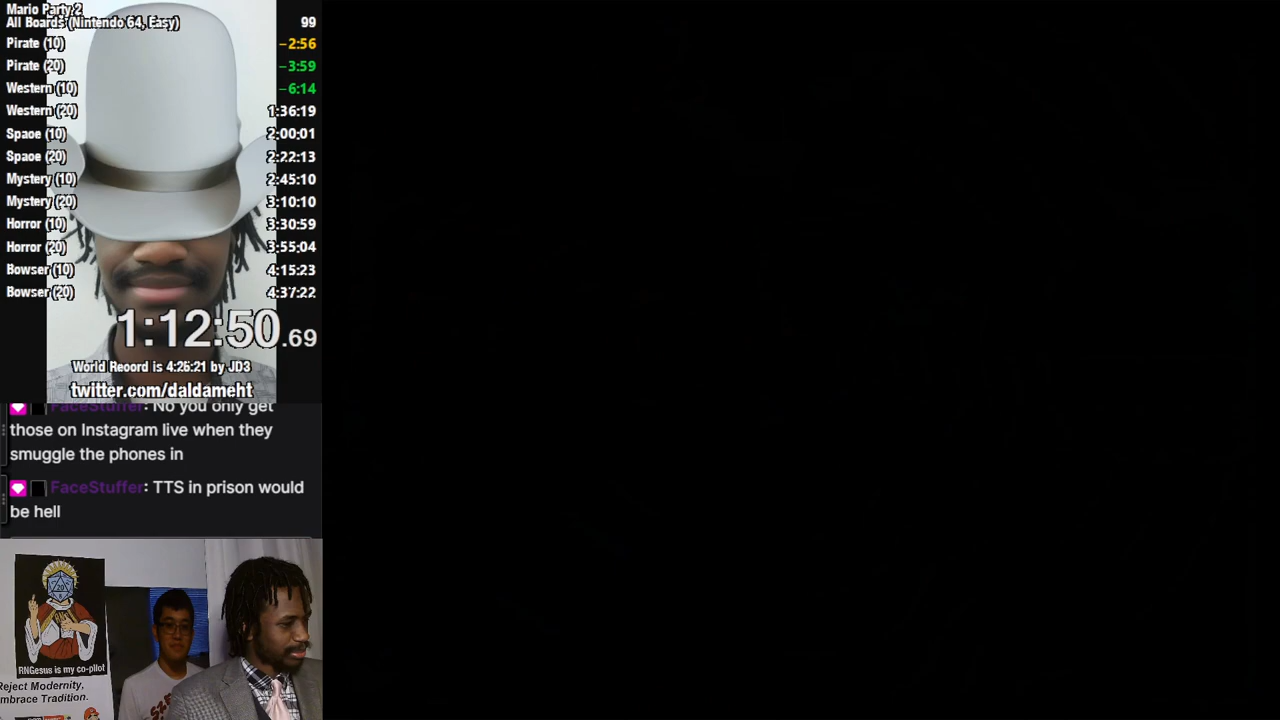 Mario Party 2
All Boards (Nintendo 64, Easy) 99
Pirate (10) −2:56
Pirate (20) −3:59
Western (10) −6:14
Western (20) 1:36:19
Space (10) 2:00:01
Space (20) 2:22:13
Mystery (10) 2:45:10
Mystery (20) 3:10:10
Horror (10) 3:30:59
Horror (20) 3:55:04
Bowser (10) 4:15:23
Bowser (20) 4:37:22
1:12:50.69
World Record is 4:25:21 by JD3
twitter.com/daldameht
FaceStuffer: No you only get
those on Instagram live when they
smuggle the phones in
FaceStuffer: TTS in prison would
be hell
RNGesus is my co-pilot
Reject Modernity,
Embrace Tradition.